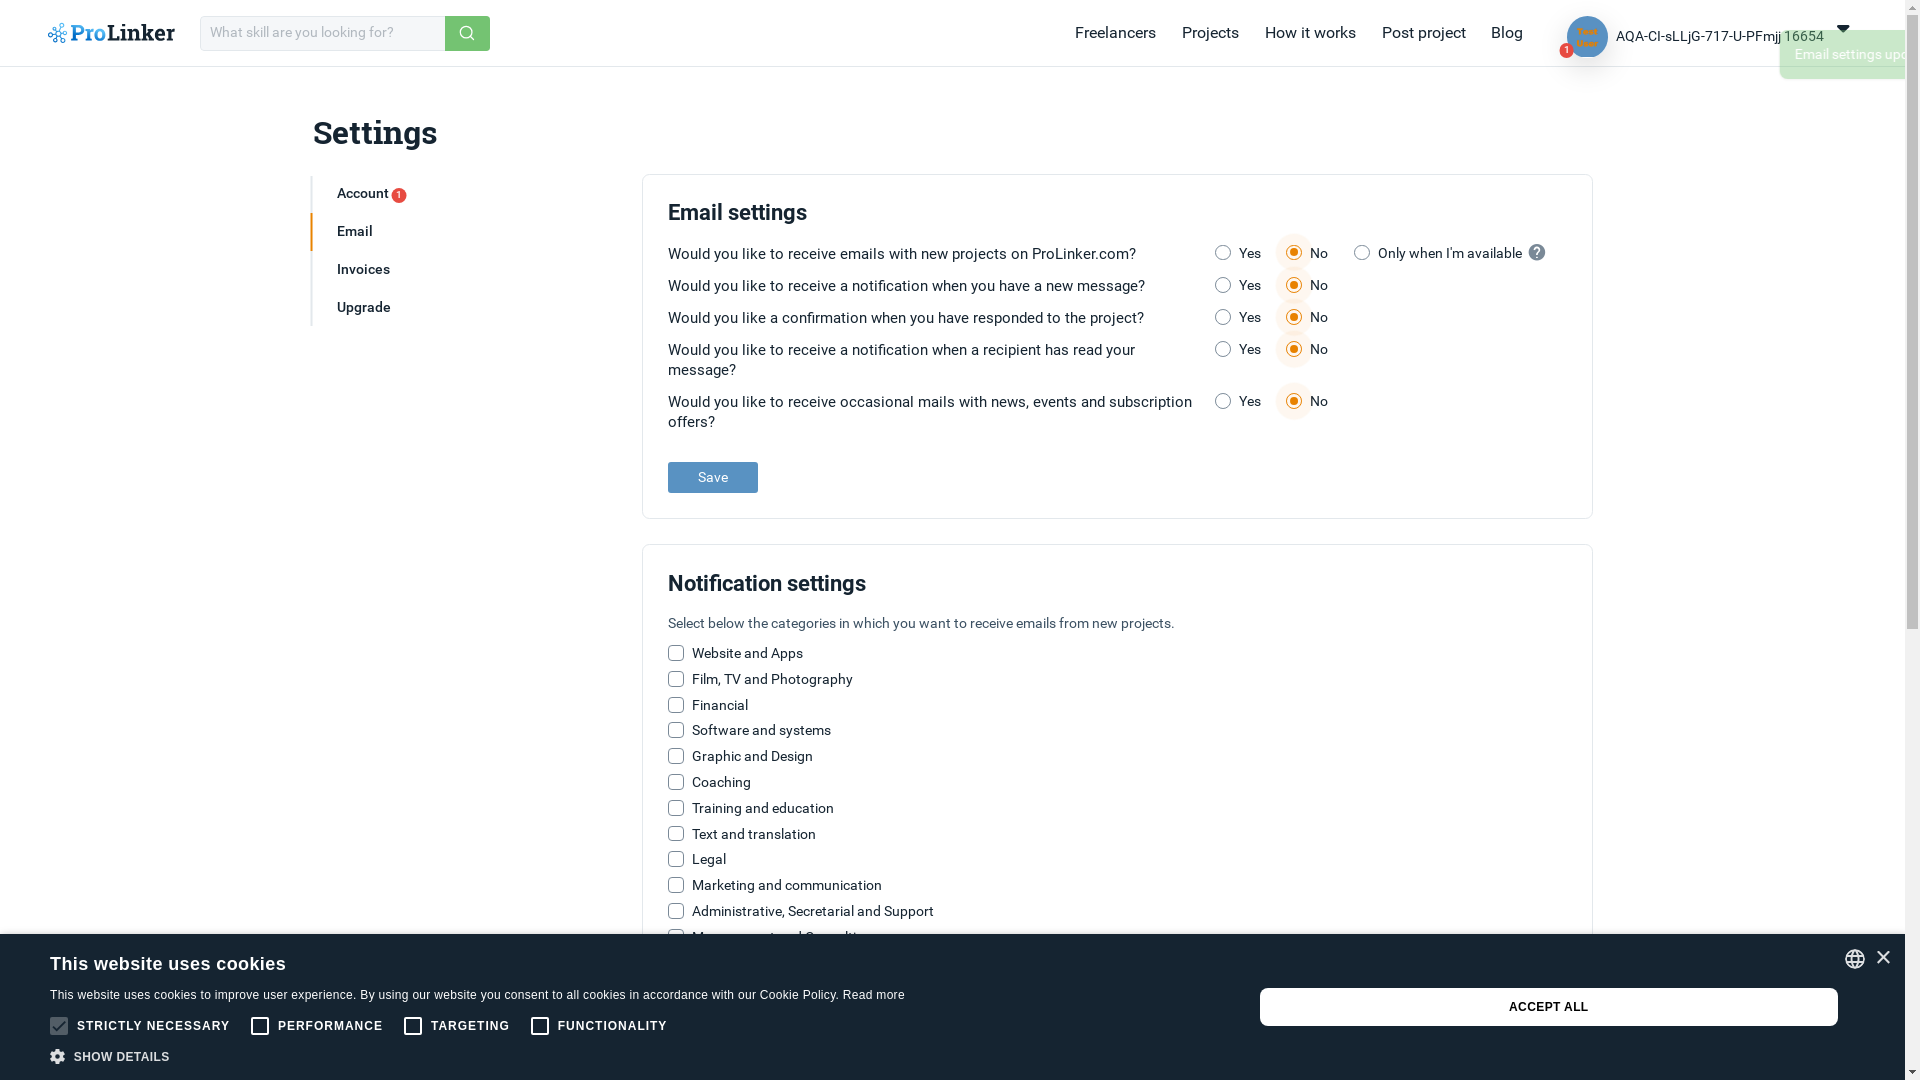 ProLinker
What skill are you looking for?
Freelancers
Projects
How it works
Post project
Blog
Test
User
1
AQA-CI-sLLjG-717-U-PFmjj 16654
Email settings
Settings
Account 1
Email
Invoices
Upgrade
Email settings
Would you like to receive emails with new projects on ProLinker.com?
Yes
No
Only when I'm available
?
Would you like to receive a notification when you have a new message?
Yes
No
Would you like a confirmation when you have responded to the project?
Yes
No
Would you like to receive a notification when a recipient has read your
message?
Yes
No
Would you like to receive occasional mails with news, events and subscription
offers?
Yes
No
Save
Notification settings
Select below the categories in which you want to receive emails from new projects.
Website and Apps
Film, TV and Photography
Financial
Software and systems
Graphic and Design
Coaching
Training and education
Text and translation
Legal
Marketing and communication
Administrative, Secretarial and Support
This website uses cookies
This website uses cookies to improve user experience. By using our website you consent to all cookies in accordance with our Cookie Policy. Read more
STRICTLY NECESSARY
PERFORMANCE
TARGETING
FUNCTIONALITY
SHOW DETAILS
ACCEPT ALL